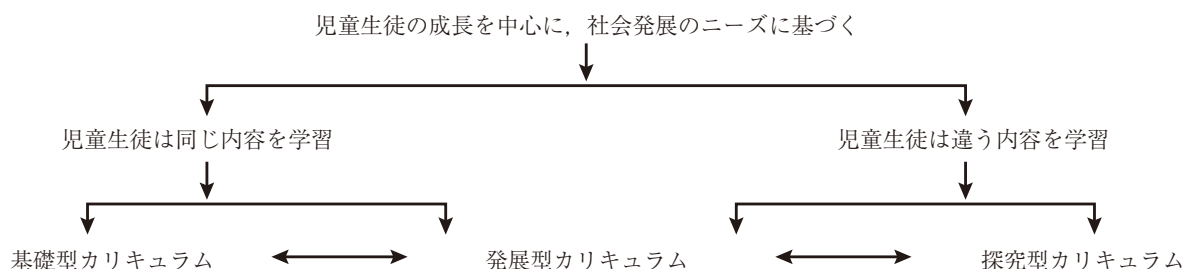 児童生徒の成長を中心に，社会発展のニーズに基づく
児童生徒は同じ内容を学習 児童生徒は違う内容を学習
基礎型カリキュラム 発展型カリキュラム 探究型カリキュラム